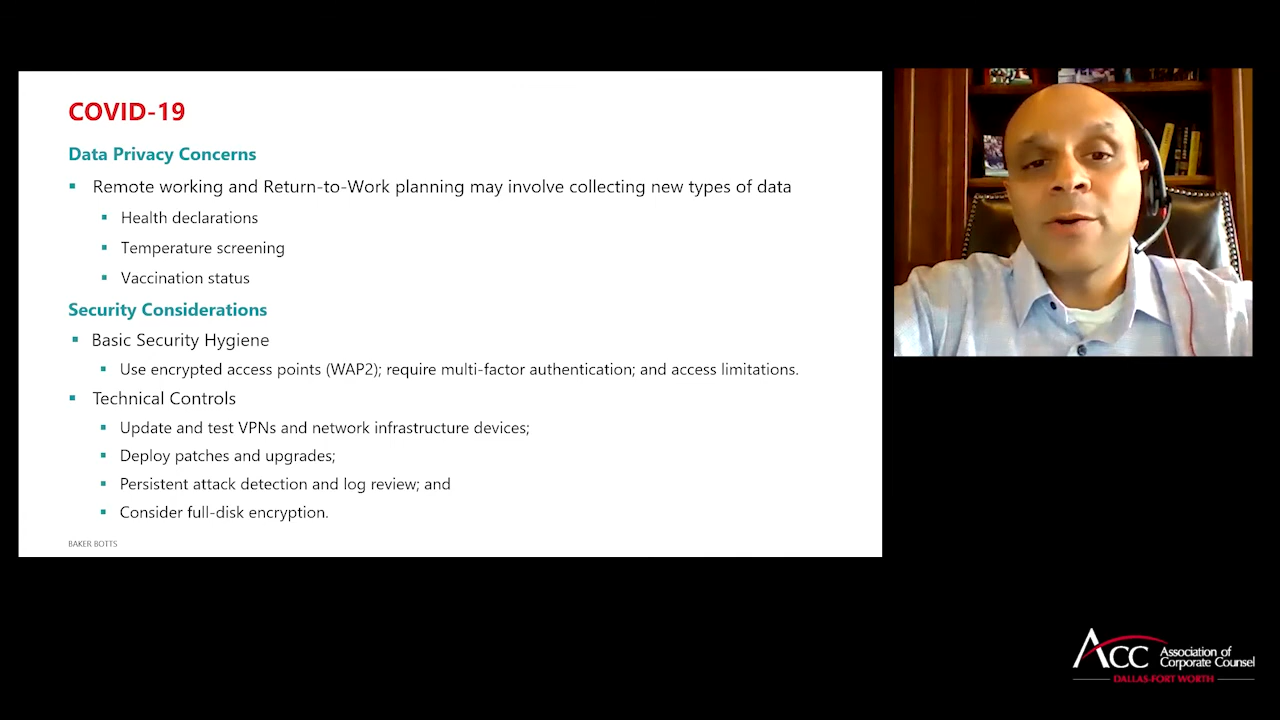 COVID-19
Data Privacy Concerns
Remote working and Return-to-Work planning may involve collecting new types of data
Health declarations
Temperature screening
Vaccination status
Security Considerations
Basic Security Hygiene
Use encrypted access points (WAP2); require multi-factor authentication; and access limitations.
Technical Controls
Update and test VPNs and network infrastructure devices;
Deploy patches and upgrades;
Persistent attack detection and log review; and
Consider full-disk encryption.
BAKER BOTTS
ACC Association of
Corporate Counsel
DALLAS-FORT WORTH